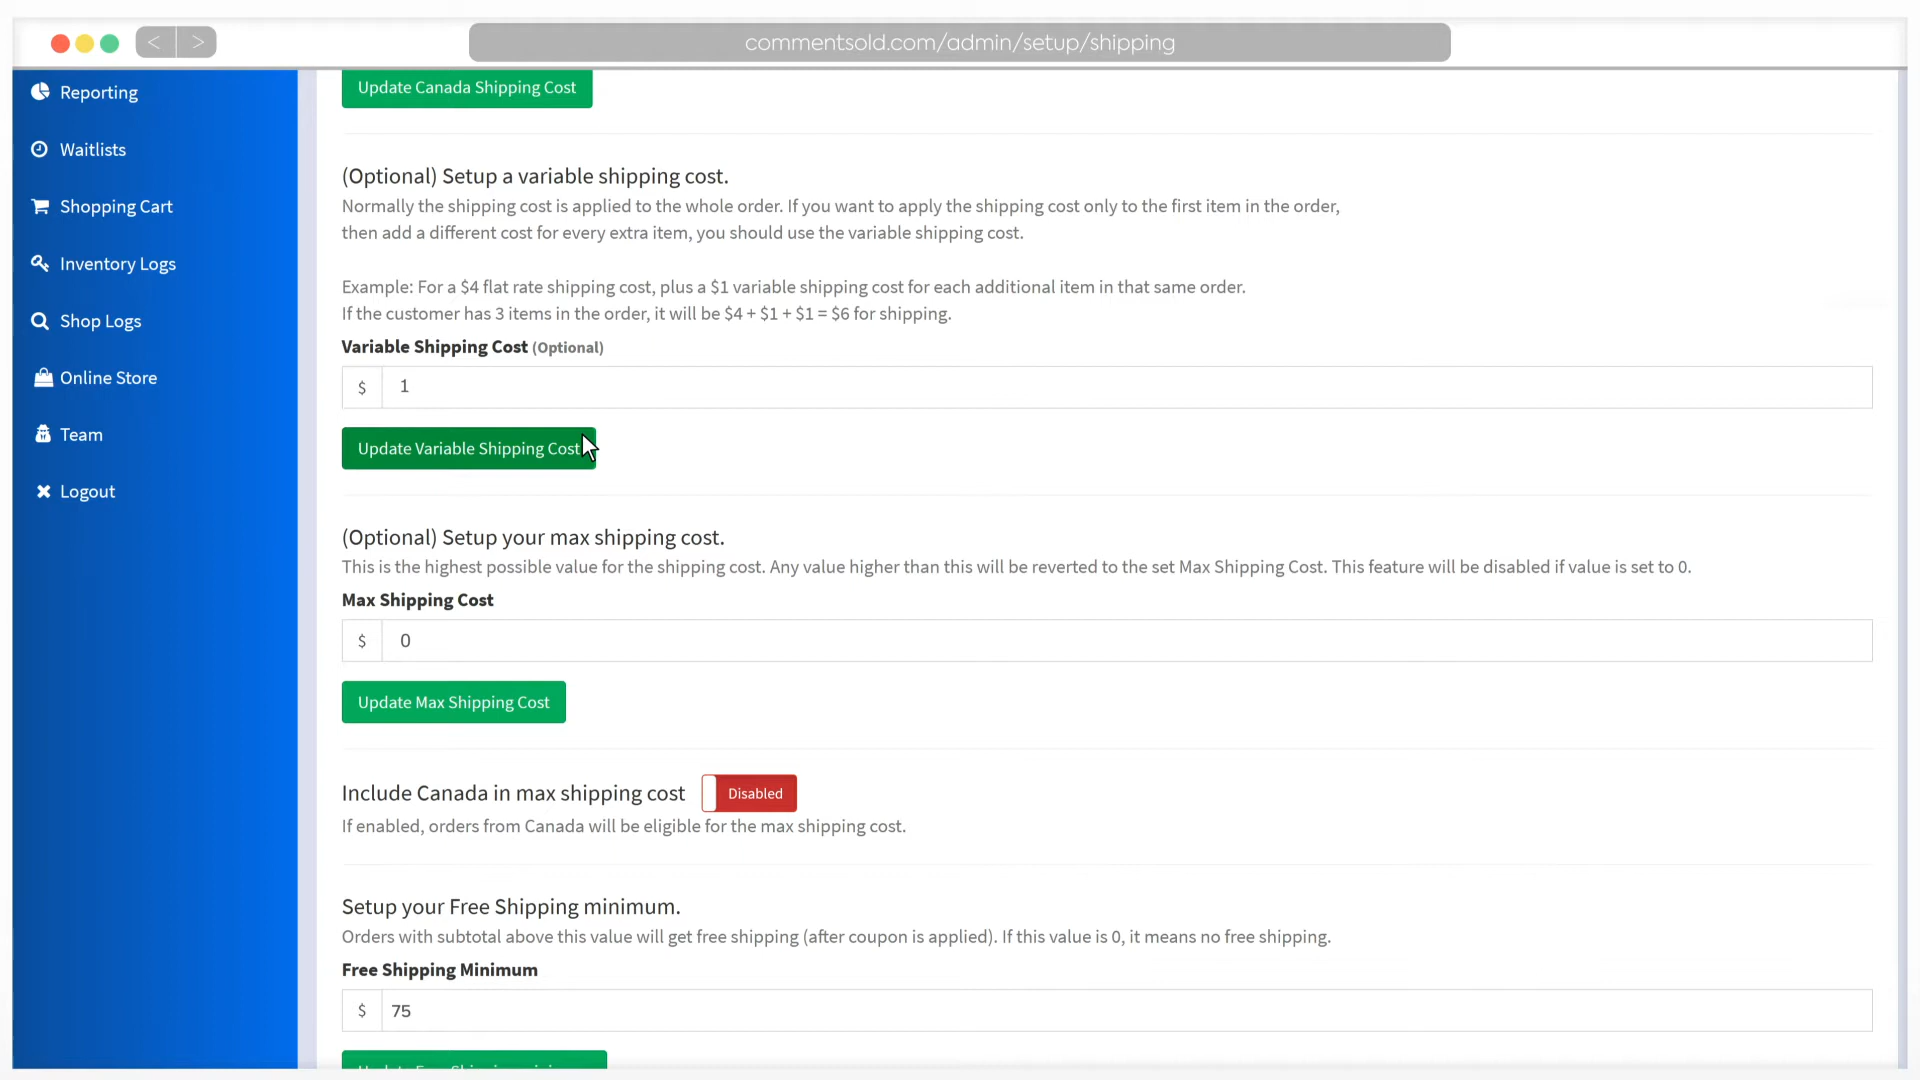 commentsold.com/admin/setup/shipping
Reporting
Waitlists
Shopping Cart
Inventory Logs
Shop Logs
Online Store
Team
Logout
Update Canada Shipping Cost
(Optional) Setup a variable shipping cost.
Normally the shipping cost is applied to the whole order. If you want to apply the shipping cost only to the first item in the order,
then add a different cost for every extra item, you should use the variable shipping cost.
Example: For a $4 flat rate shipping cost, plus a $1 variable shipping cost for each additional item in that same order.
If the customer has 3 items in the order, it will be $4 + $1 + $1 = $6 for shipping.
Variable Shipping Cost (Optional)
$ 1
Update Variable Shipping Cost
(Optional) Setup your max shipping cost.
This is the highest possible value for the shipping cost. Any value higher than this will be reverted to the set Max Shipping Cost. This feature will be disabled if value is set to 0.
Max Shipping Cost
$ 0
Update Max Shipping Cost
Include Canada in max shipping cost Disabled
If enabled, orders from Canada will be eligible for the max shipping cost.
Setup your Free Shipping minimum.
Orders with subtotal above this value will get free shipping (after coupon is applied). If this value is 0, it means no free shipping.
Free Shipping Minimum
$ 75